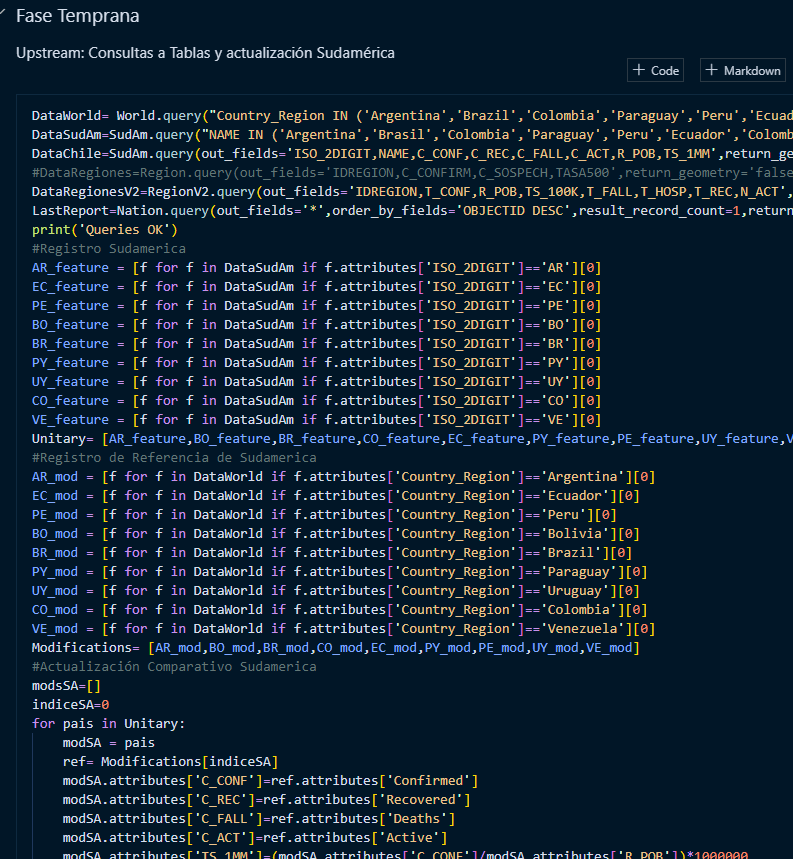 Fase Temprana
Upstream: Consultas a Tablas y actualización Sudamérica
+ Code + Markdown
DataWorld= World.query("Country_Region IN ('Argentina','Brazil','Colombia','Paraguay','Peru','Ecuad
DataSudAm=SudAm.query("NAME IN ('Argentina','Brasil','Colombia','Paraguay','Peru','Ecuador','Colomb
DataChile=SudAm.query(out_fields='ISO_2DIGIT,NAME,C_CONF,C_REC,C_FALL,C_ACT,R_POB,TS_1MM',return_ge
#DataRegiones=Region.query(out_fields='IDREGION,C_CONFIRM,C_SOSPECH,TASA500',return_geometry='false
DataRegionesV2=RegionV2.query(out_fields='IDREGION,T_CONF,R_POB,TS_100K,T_FALL,T_HOSP,T_REC,N_ACT',
LastReport=Nation.query(out_fields='*',order_by_fields='OBJECTID DESC',result_record_count=1,return
print('Queries OK')
#Registro Sudamerica
AR_feature = [f for f in DataSudAm if f.attributes['ISO_2DIGIT']=='AR'][0]
EC_feature = [f for f in DataSudAm if f.attributes['ISO_2DIGIT']=='EC'][0]
PE_feature = [f for f in DataSudAm if f.attributes['ISO_2DIGIT']=='PE'][0]
BO_feature = [f for f in DataSudAm if f.attributes['ISO_2DIGIT']=='BO'][0]
BR_feature = [f for f in DataSudAm if f.attributes['ISO_2DIGIT']=='BR'][0]
PY_feature = [f for f in DataSudAm if f.attributes['ISO_2DIGIT']=='PY'][0]
UY_feature = [f for f in DataSudAm if f.attributes['ISO_2DIGIT']=='UY'][0]
CO_feature = [f for f in DataSudAm if f.attributes['ISO_2DIGIT']=='CO'][0]
VE_feature = [f for f in DataSudAm if f.attributes['ISO_2DIGIT']=='VE'][0]
Unitary= [AR_feature,BO_feature,BR_feature,CO_feature,EC_feature,PY_feature,PE_feature,UY_feature,V
#Registro de Referencia de Sudamerica
AR_mod = [f for f in DataWorld if f.attributes['Country_Region']=='Argentina'][0]
EC_mod = [f for f in DataWorld if f.attributes['Country_Region']=='Ecuador'][0]
PE_mod = [f for f in DataWorld if f.attributes['Country_Region']=='Peru'][0]
BO_mod = [f for f in DataWorld if f.attributes['Country_Region']=='Bolivia'][0]
BR_mod = [f for f in DataWorld if f.attributes['Country_Region']=='Brazil'][0]
PY_mod = [f for f in DataWorld if f.attributes['Country_Region']=='Paraguay'][0]
UY_mod = [f for f in DataWorld if f.attributes['Country_Region']=='Uruguay'][0]
CO_mod = [f for f in DataWorld if f.attributes['Country_Region']=='Colombia'][0]
VE_mod = [f for f in DataWorld if f.attributes['Country_Region']=='Venezuela'][0]
Modifications= [AR_mod,BO_mod,BR_mod,CO_mod,EC_mod,PY_mod,PE_mod,UY_mod,VE_mod]
#Actualización Comparativo Sudamerica
modsSA=[]
indiceSA=0
for pais in Unitary:
modSA = pais
ref= Modifications[indiceSA]
modSA.attributes['C_CONF']=ref.attributes['Confirmed']
modSA.attributes['C_REC']=ref.attributes['Recovered']
modSA.attributes['C_FALL']=ref.attributes['Deaths']
modSA.attributes['C_ACT']=ref.attributes['Active']
modSA.attributes['TS_1MM']=(modSA.attributes['C_CONF']/modSA.attributes['R_POB'])*1000000